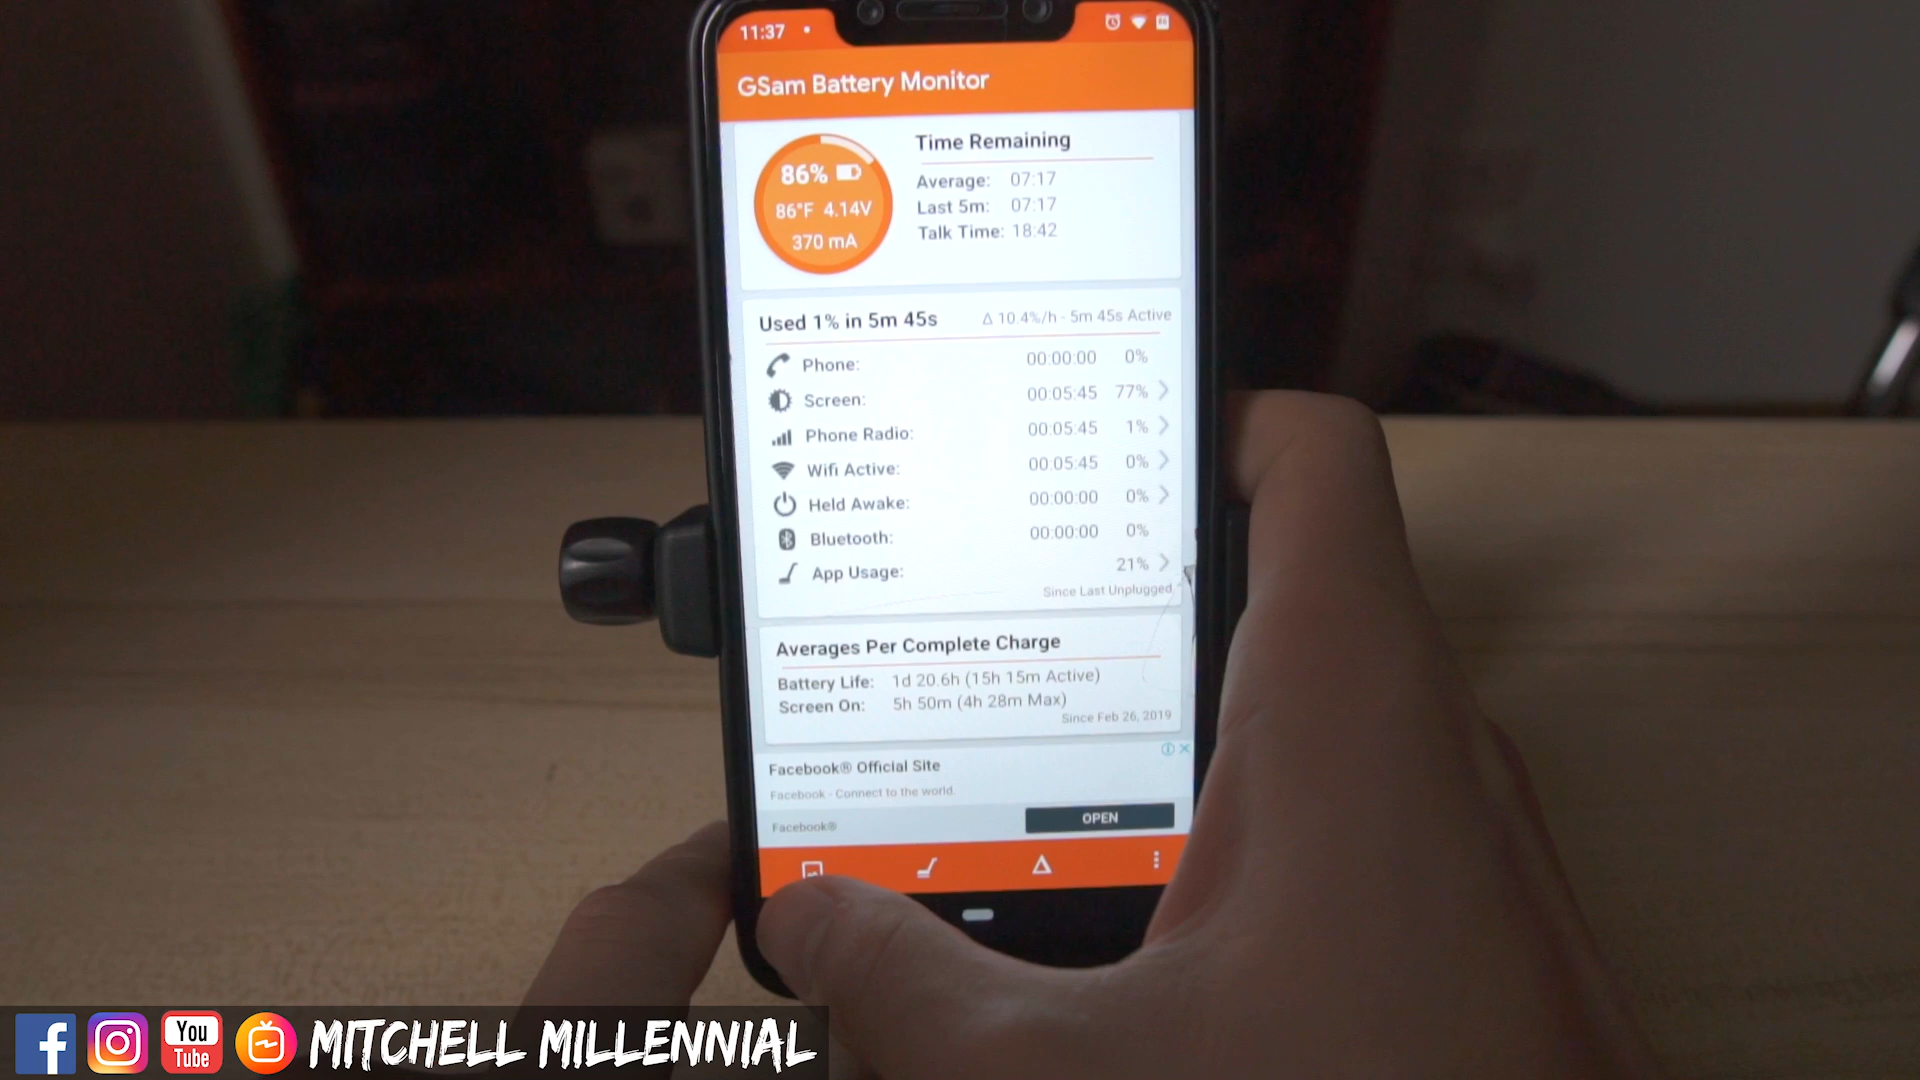 11:37
GSam Battery Monitor
86%
86°F 4.14V
370 mA
Time Remaining
Average: 07:17
Last 5m: 07:17
Talk Time: 18:42
Used 1% in 5m 45s Δ 10.4%/h - 5m 45s Active
Phone: 00:00:00 0%
Screen: 00:05:45 77%
Phone Radio: 00:05:45 1%
Wifi Active: 00:05:45 0%
Held Awake: 00:00:00 0%
Bluetooth: 00:00:00 0%
App Usage: 21%
Since Last Unplugged
Averages Per Complete Charge
Battery Life: 1d 20.6h (15h 15m Active)
Screen On: 5h 50m (4h 28m Max)
Since Feb 26, 2019
Facebook® Official Site
Facebook - Connect to the world.
Facebook®
OPEN
You
Tube
MITCHELL MILLENNIAL